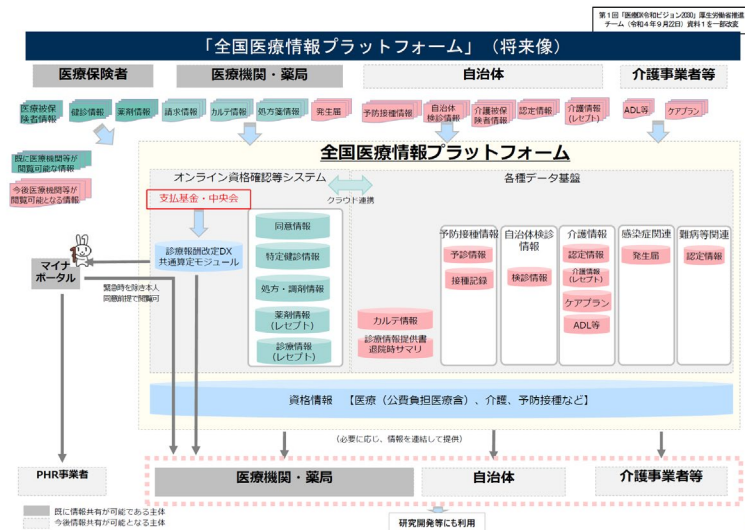 第1回「医療DX令和ビジョン2030」厚生労働省推進
チーム(令和4年9月22日)資料1を一部改変
「全国医療情報プラットフォーム」(将来像)
医療保険者
医療機関・薬局
自治体
介護事業者等
医療被保
険者情報
健診情報
薬剤情報
請求情報
カルテ情報
処方箋情報
発生届
予防接種情報
自治体
検診情報
介護被保
険者情報
認定情報
介護情報
(レセプト)
ADL等
ケアプラン
既に医療機関等が
閲覧可能な情報
今後医療機関等が
閲覧可能となる情報
全国医療情報プラットフォーム
オンライン資格確認等システム
クラウド連携
各種データ基盤
支払基金・中央会
診療報酬改定DX
共通算定モジュール
同意情報
特定健診情報
処方・調剤情報
薬剤情報
(レセプト)
診療情報
(レセプト)
カルテ情報
診療情報提供書
退院時サマリ
予防接種情報
予診情報
接種記録
自治体検診
情報
検診情報
介護情報
認定情報
介護情報
(レセプト)
ケアプラン
ADL等
感染症関連
発生届
難病等関連
認定情報
マイナ
ポータル
緊急時を除き本人
同意前提で閲覧可
資格情報 【医療(公費負担医療含)、介護、予防接種など】
(必要に応じ、情報を連結して提供)
PHR事業者
医療機関・薬局
自治体
介護事業者等
既に情報共有が可能である主体
今後情報共有が可能となる主体
研究開発等にも利用